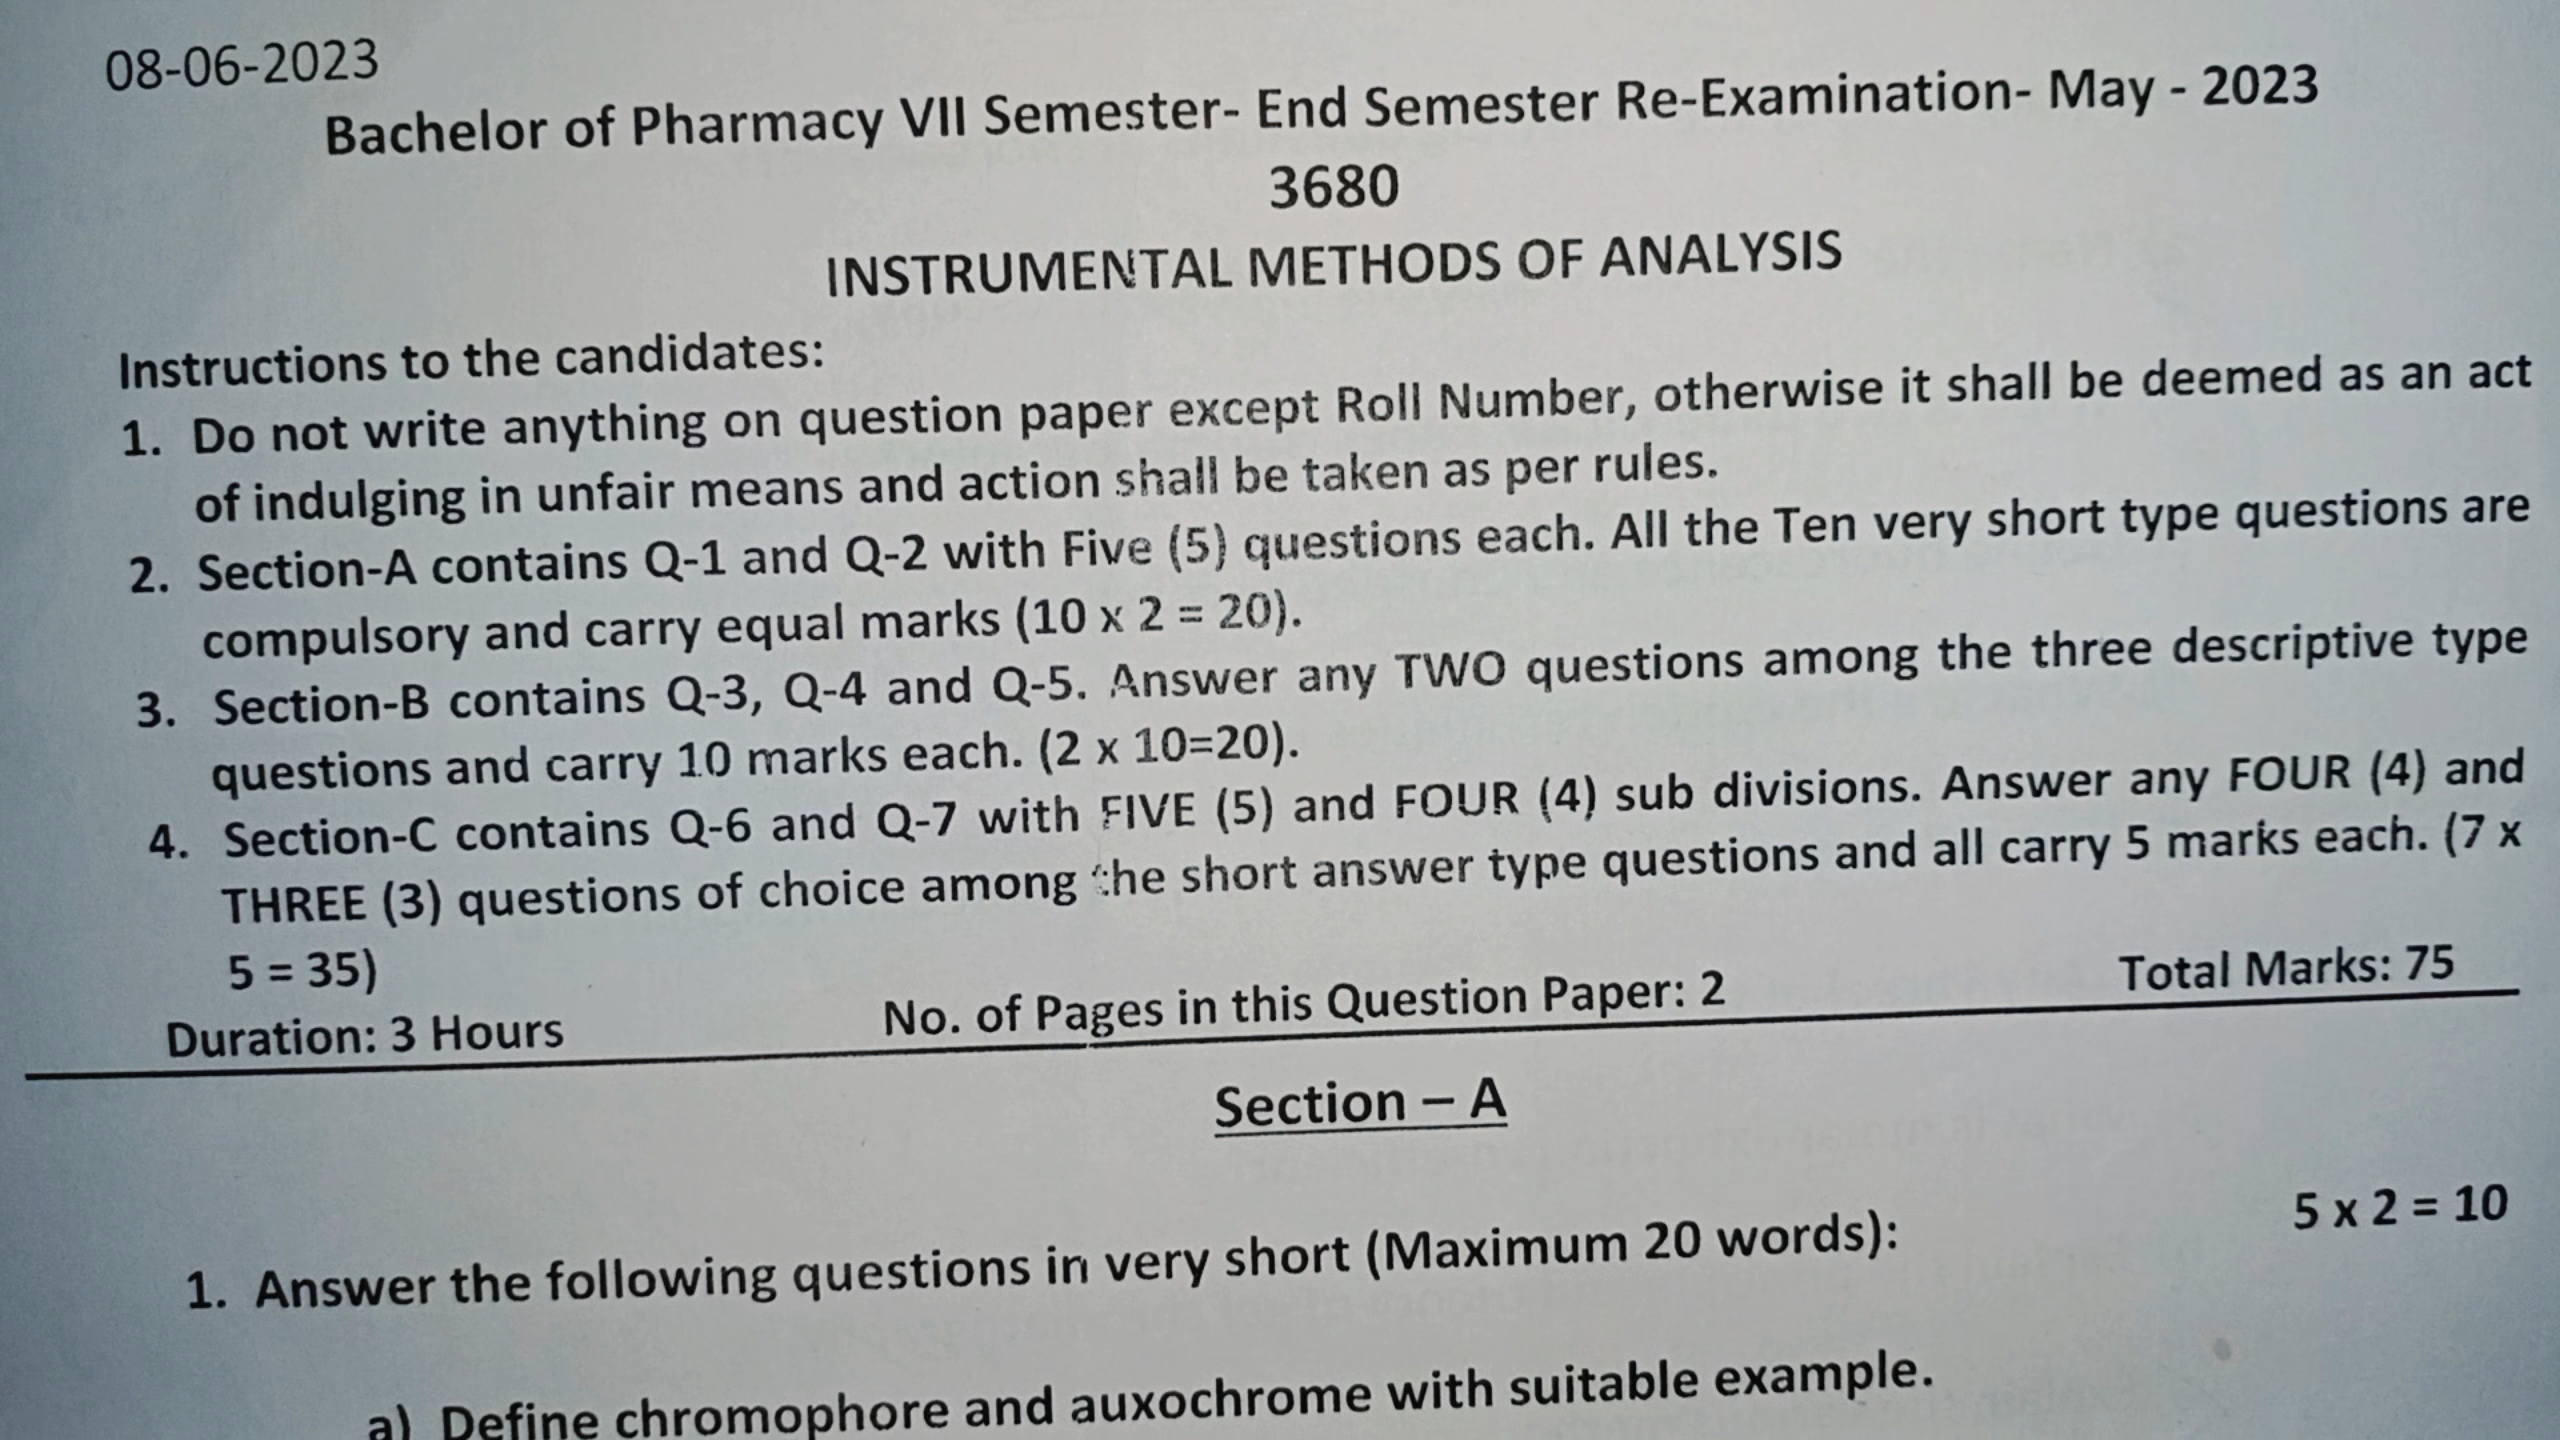 08-06-2023
Bachelor of Pharmacy VII Semester- End Semester Re-Examination- May - 2023
3680
INSTRUMENTAL METHODS OF ANALYSIS
Instructions to the candidates:
1. Do not write anything on question paper except Roll Number, otherwise it shall be deemed as an act
of indulging in unfair means and action shall be taken as per rules.
2. Section-A contains Q-1 and Q-2 with Five (5) questions each. All the Ten very short type questions are
compulsory and carry equal marks (10 x 2 = 20).
3. Section-B contains Q-3, Q-4 and Q-5. Answer any TWO questions among the three descriptive type
questions and carry 10 marks each. (2 x 10=20).
4. Section-C contains Q-6 and Q-7 with FIVE (5) and FOUR (4) sub divisions. Answer any FOUR (4) and
THREE (3) questions of choice among the short answer type questions and all carry 5 marks each. (7 x
5 = 35)
Duration: 3 Hours No. of Pages in this Question Paper: 2 Total Marks: 75
Section – A
1. Answer the following questions in very short (Maximum 20 words): 5 x 2 = 10
a) Define chromophore and auxochrome with suitable example.